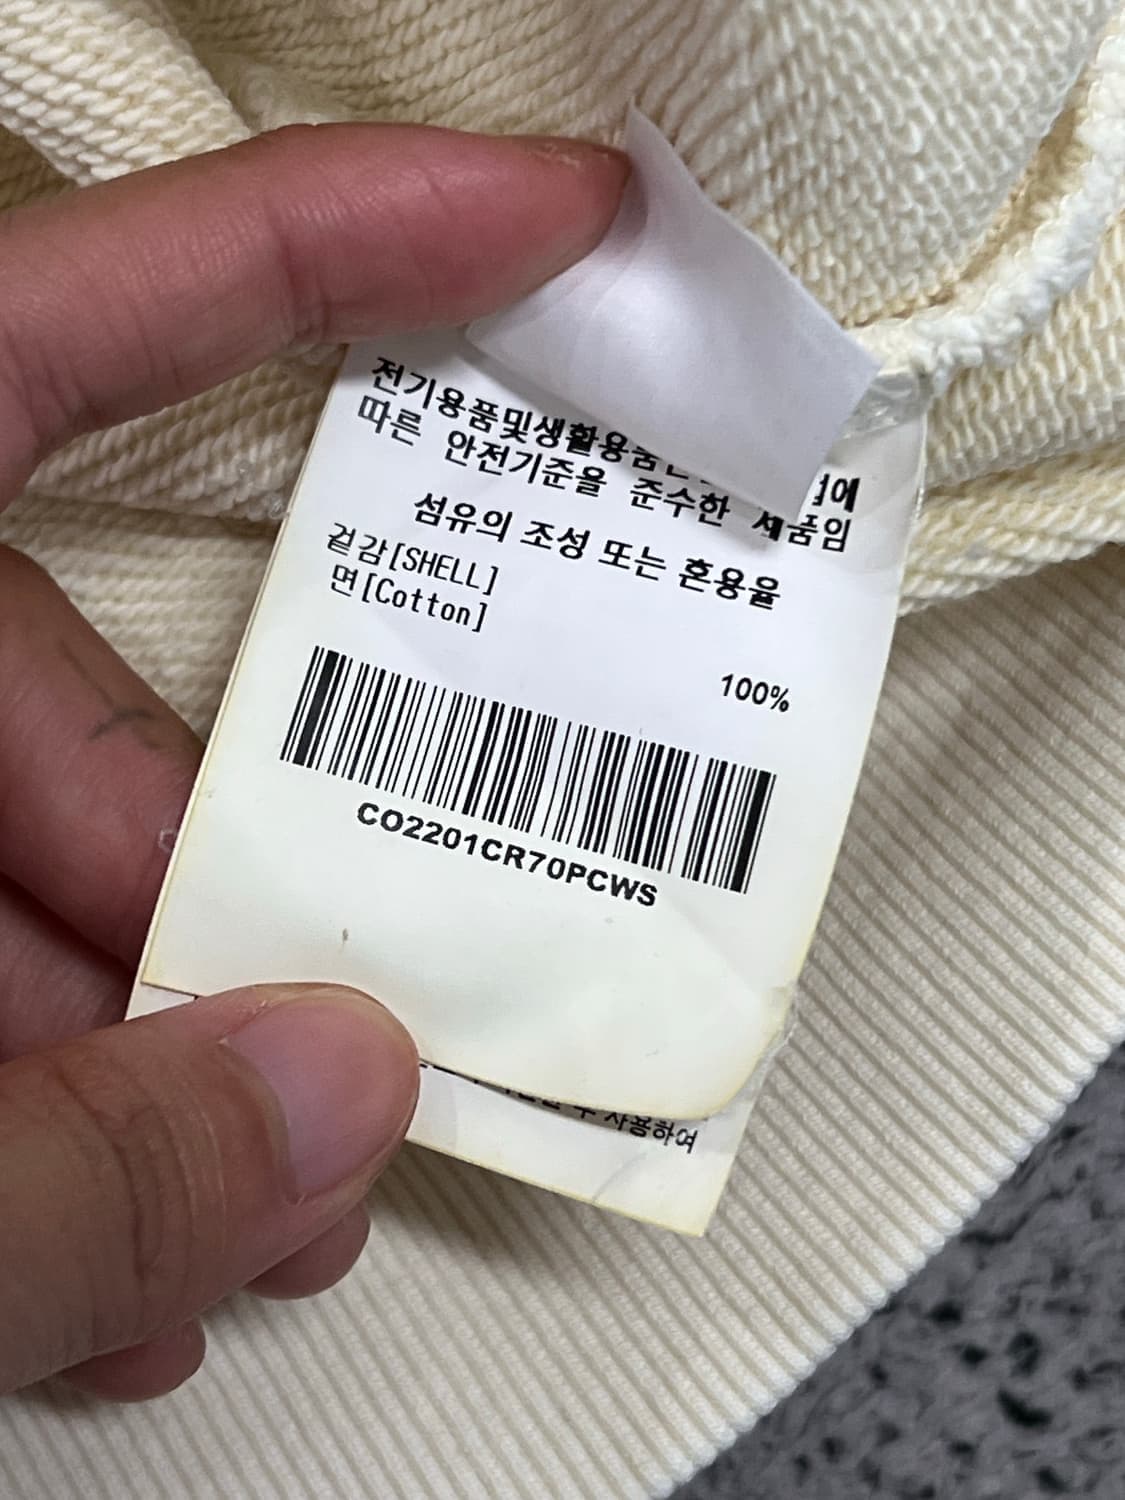 전기용품및생활용품
따른 안전기준을 준수한 제품임
섬유의 조성 또는 혼용율
겉감[SHELL]
면[Cotton]
100%
CO2201CR70PCWS
사용하여